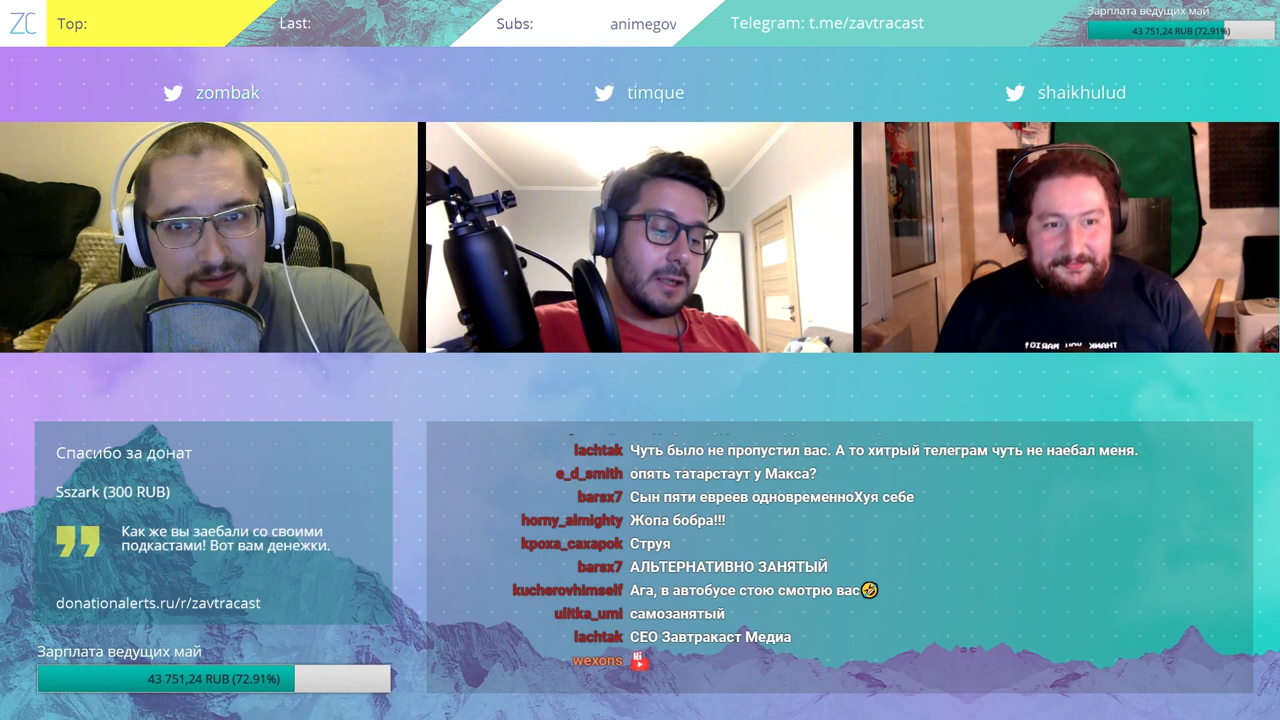 ZC
Top:
Last:
Subs:
animegov
Telegram: t.me/zavtracast
Зарплата ведущих май
43 751,24 RUB (72.91%)
zombak
timque
shaikhulud
Спасибо за донат
Sszark (300 RUB)
Как же вы заебали со своими
подкастами! Вот вам денежки.
donationalerts.ru/r/zavtracast
Зарплата ведущих май
43 751,24 RUB (72.91%)
lachtak Чуть было не пропустил вас. А то хитрый телеграм чуть не наебал меня.
e_d_smith опять татарстаут у Макса?
barsx7 Сын пяти евреев одновременноХуя себе
horny_almighty Жопа бобра!!!
kpoxa_caxapok Струя
barsx7 АЛЬТЕРНАТИВНО ЗАНЯТЫЙ
kucherovhimself Ага, в автобусе стою смотрю вас🤣
ulitka_umi самозанятый
lachtak CEO Завтракаст Медиа
wexons Hi